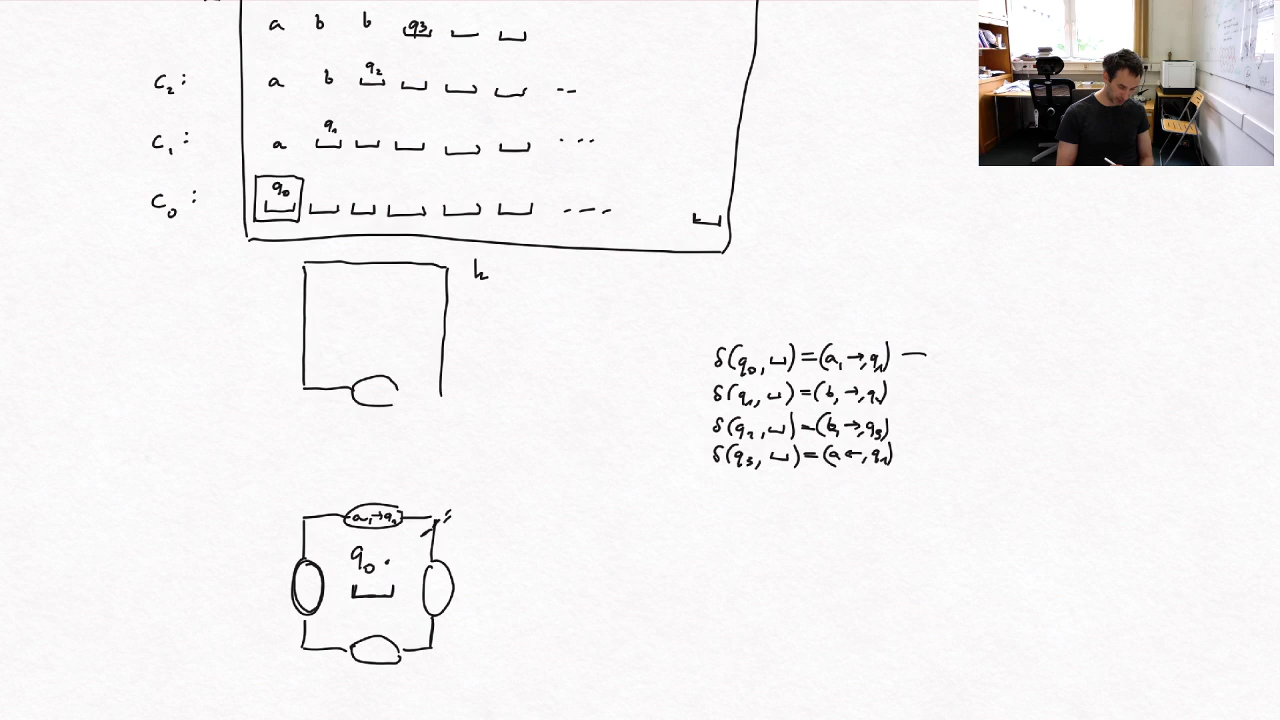 a b b q3 ⊔ ⊔
C₂: a b q₂ ⊔ ⊔ ⊔ ⊔ --
C₁: a q₁ ⊔ ⊔ ⊔ ⊔ ⊔ ...
C₀: q₀ ⊔ ⊔ ⊔ ⊔ ⊔ ⊔ ---- ⊔
h
δ(q₀, ⊔) = (a, →, q₁) —
δ(q₁, ⊔) = (b, →, q₂)
δ(q₂, ⊔) = (b, →, q₃)
δ(q₃, ⊔) = (a ←, q₁)
a, → q₁
q₀
⊔